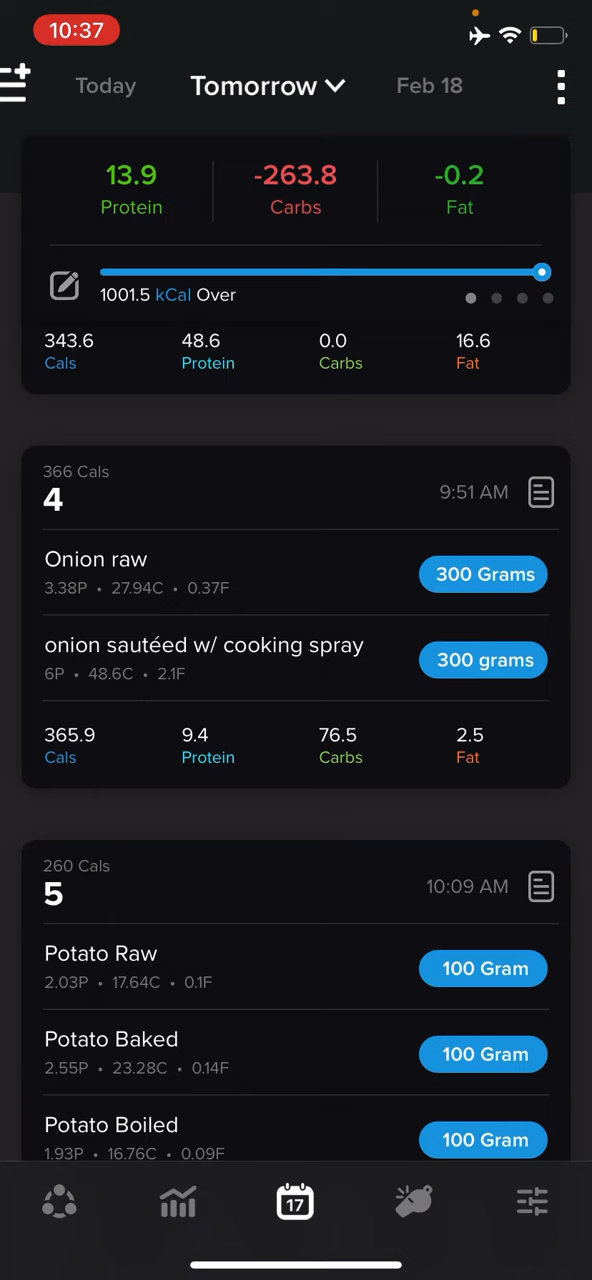 10:37
Today Tomorrow Feb 18
13.9 -263.8 -0.2
Protein Carbs Fat
1001.5 kCal Over
343.6 48.6 0.0 16.6
Cals Protein Carbs Fat
366 Cals
4 9:51 AM
Onion raw 300 Grams
3.38P • 27.94C • 0.37F
onion sautéed w/ cooking spray 300 grams
6P • 48.6C • 2.1F
365.9 9.4 76.5 2.5
Cals Protein Carbs Fat
260 Cals
5 10:09 AM
Potato Raw 100 Gram
2.03P • 17.64C • 0.1F
Potato Baked 100 Gram
2.55P • 23.28C • 0.14F
Potato Boiled 100 Gram
1.93P • 16.76C • 0.09F
17